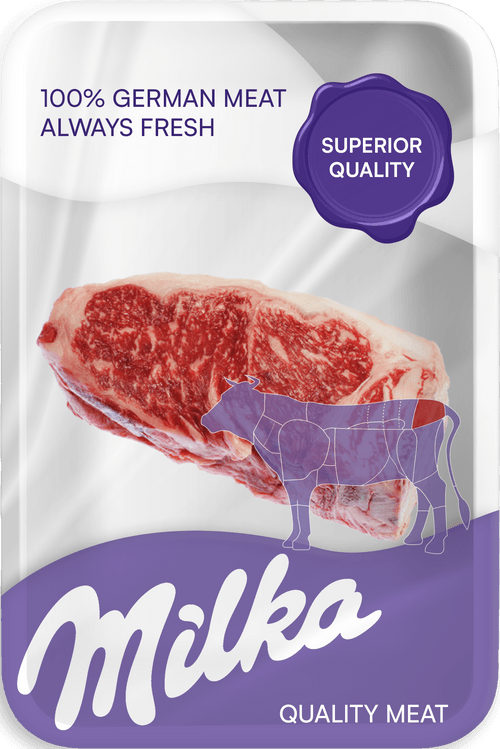 100% GERMAN MEAT
ALWAYS FRESH
SUPERIOR
QUALITY
Milka
QUALITY MEAT